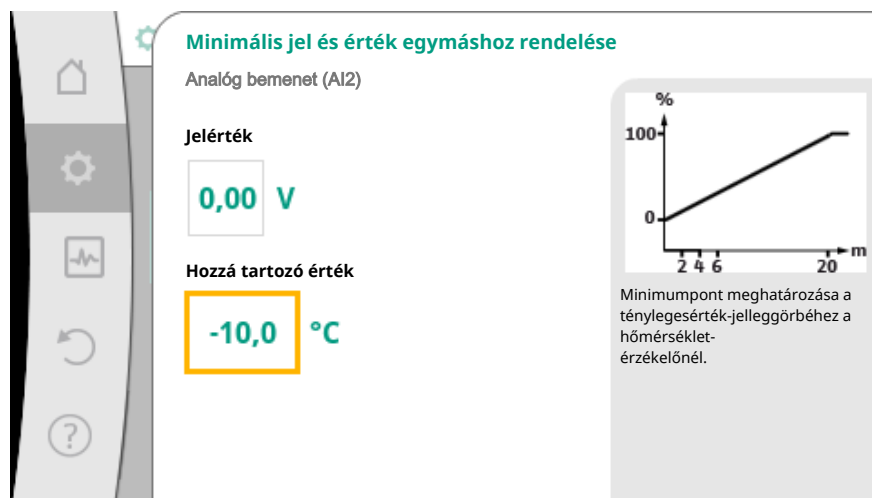 Minimális jel és érték egymáshoz rendelése
Analóg bemenet (AI2)
Jelérték
0,00 V
Hozzá tartozó érték
-10,0 °C
%
100
0
2 4 6 20 m
Minimumpont meghatározása a
ténylegesérték-jelleggörbéhez a
hőmérséklet-
érzékelőnél.
?